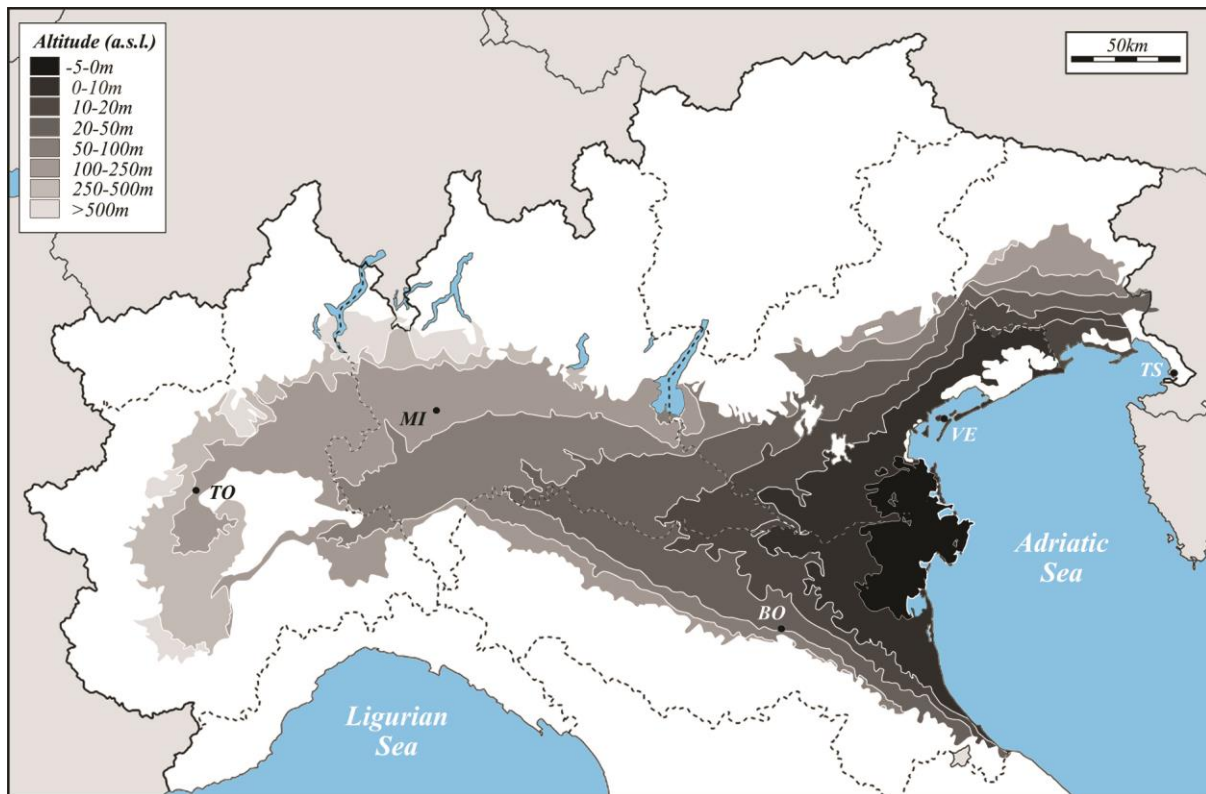 Altitude (a.s.l.)
-5-0m
0-10m
10-20m
20-50m
50-100m
100-250m
250-500m
>500m
50km
TS
MI
VE
TO
Adriatic
Sea
BO
Ligurian
Sea